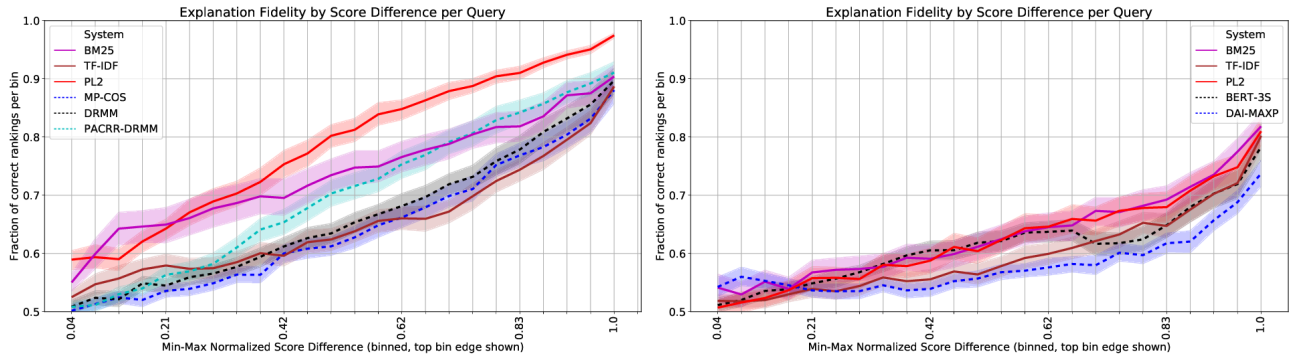 Explanation Fidelity by Score Difference per Query
Fraction of correct rankings per bin
1.0
0.9
0.8
0.7
0.6
0.5
System
BM25
TF-IDF
PL2
MP-COS
DRMM
PACRR-DRMM
0.04
0.21
0.42
0.62
0.83
1.0
Min-Max Normalized Score Difference (binned, top bin edge shown)
Explanation Fidelity by Score Difference per Query
Fraction of correct rankings per bin
1.0
0.9
0.8
0.7
0.6
0.5
System
BM25
TF-IDF
PL2
BERT-3S
DAI-MAXP
0.04
0.21
0.42
0.62
0.83
1.0
Min-Max Normalized Score Difference (binned, top bin edge shown)